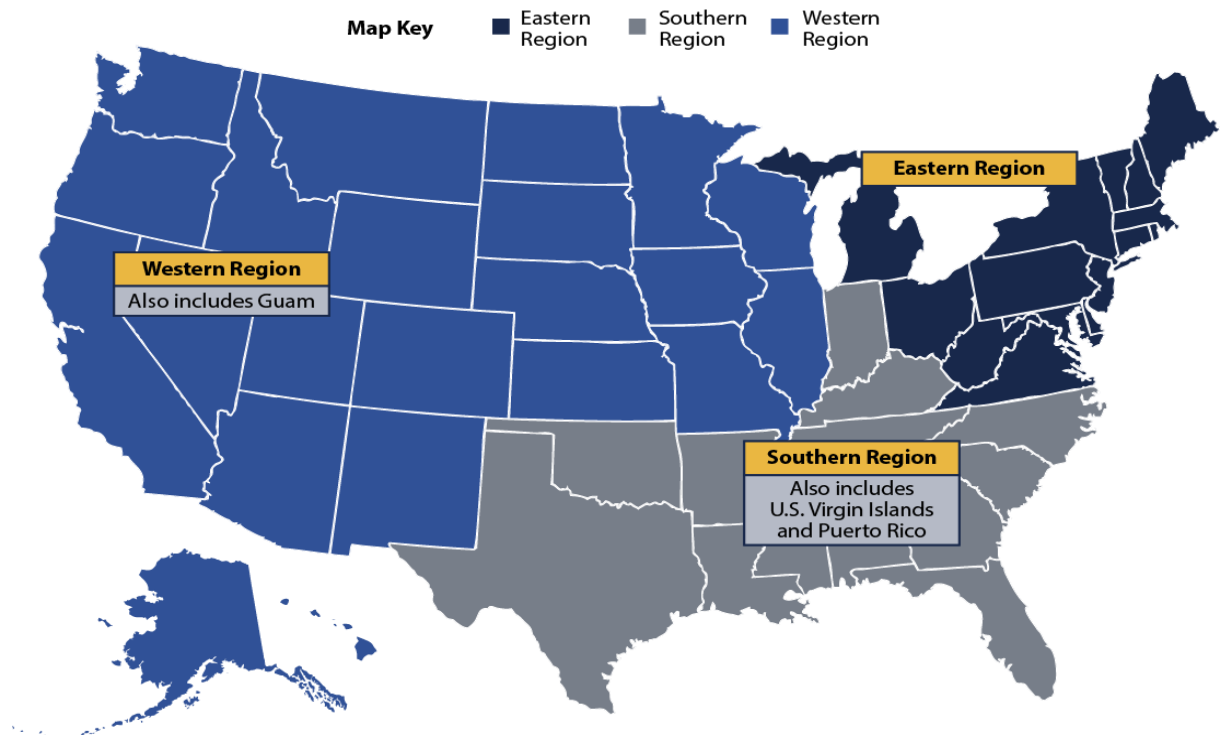 Map Key
Eastern
Region
Southern
Region
Western
Region
Eastern Region
Western Region
Also includes Guam
Southern Region
Also includes
U.S. Virgin Islands
and Puerto Rico